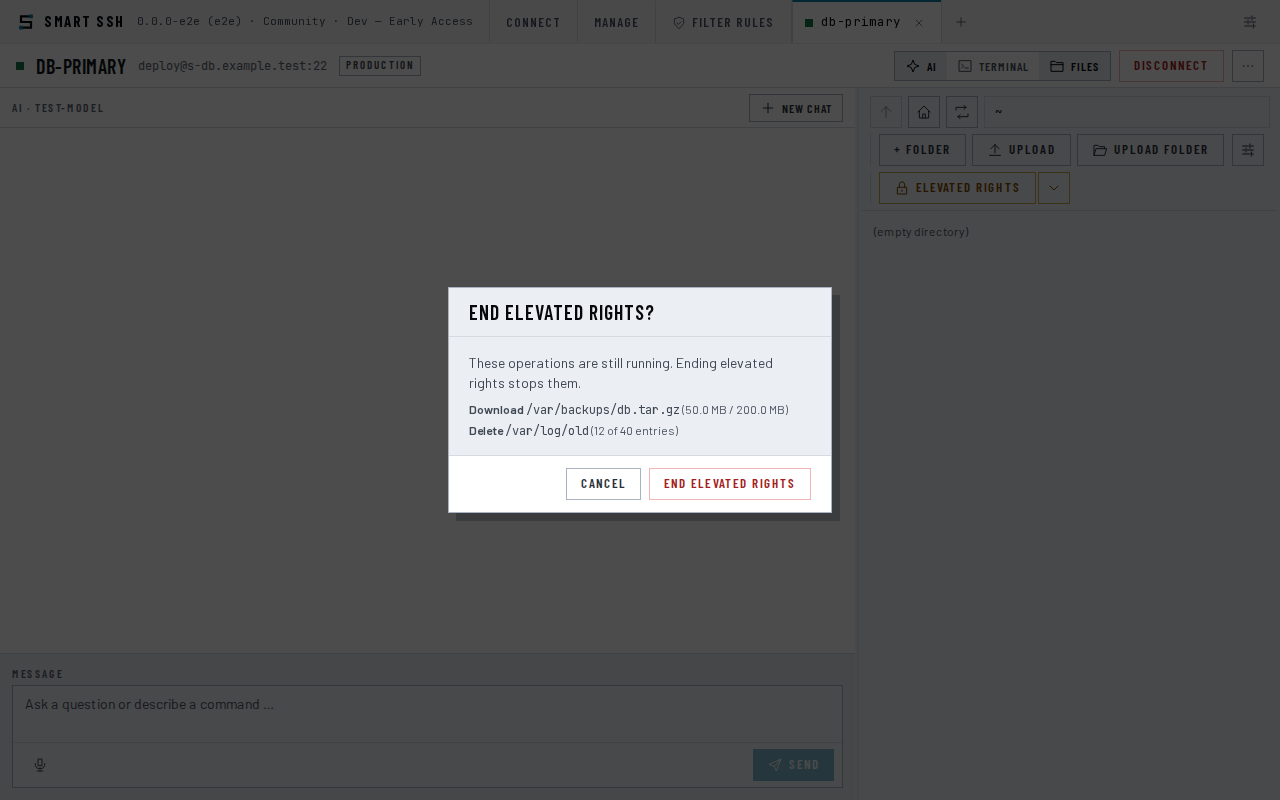 SMART SSH 0.0.0-e2e (e2e) · Community · Dev — Early Access CONNECT MANAGE FILTER RULES db-primary × +
DB-PRIMARY deploy@s-db.example.test:22 PRODUCTION AI TERMINAL FILES DISCONNECT ...
AI · TEST-MODEL NEW CHAT ~
+ FOLDER UPLOAD UPLOAD FOLDER
ELEVATED RIGHTS
(empty directory)
END ELEVATED RIGHTS?
These operations are still running. Ending elevated
rights stops them.
Download /var/backups/db.tar.gz (50.0 MB / 200.0 MB)
Delete /var/log/old (12 of 40 entries)
CANCEL END ELEVATED RIGHTS
MESSAGE
Ask a question or describe a command ...
SEND